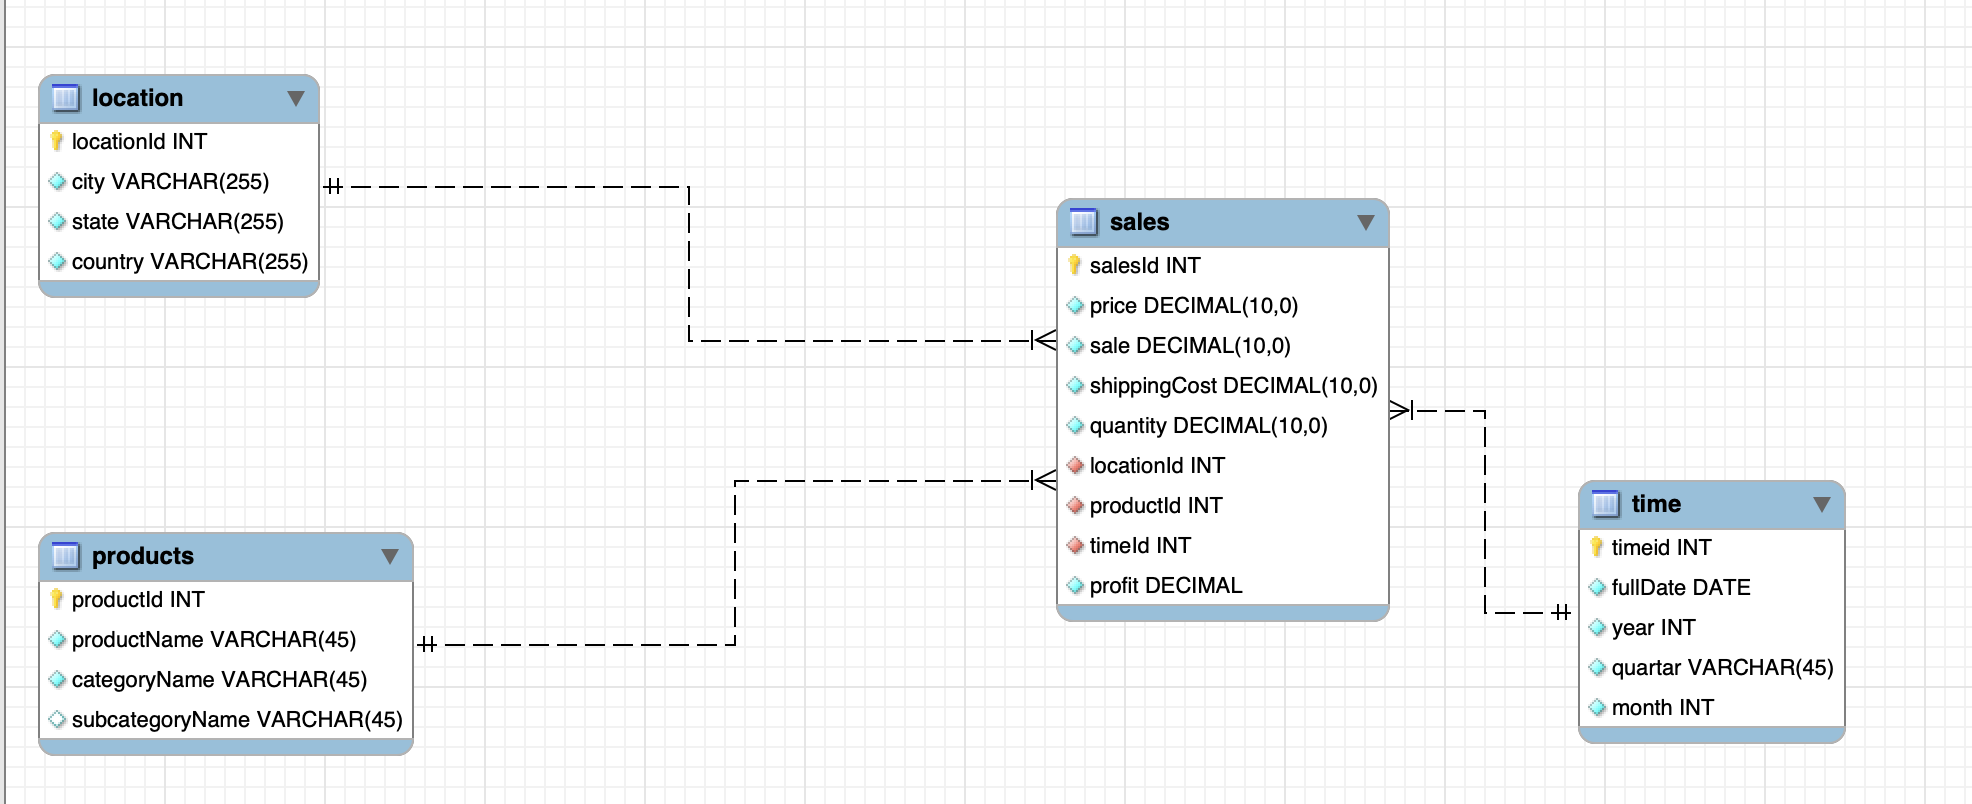 location
locationId INT
city VARCHAR(255)
state VARCHAR(255)
country VARCHAR(255)
products
productId INT
productName VARCHAR(45)
categoryName VARCHAR(45)
subcategoryName VARCHAR(45)
sales
salesId INT
price DECIMAL(10,0)
sale DECIMAL(10,0)
shippingCost DECIMAL(10,0)
quantity DECIMAL(10,0)
locationId INT
productId INT
timeId INT
profit DECIMAL
time
timeid INT
fullDate DATE
year INT
quartar VARCHAR(45)
month INT